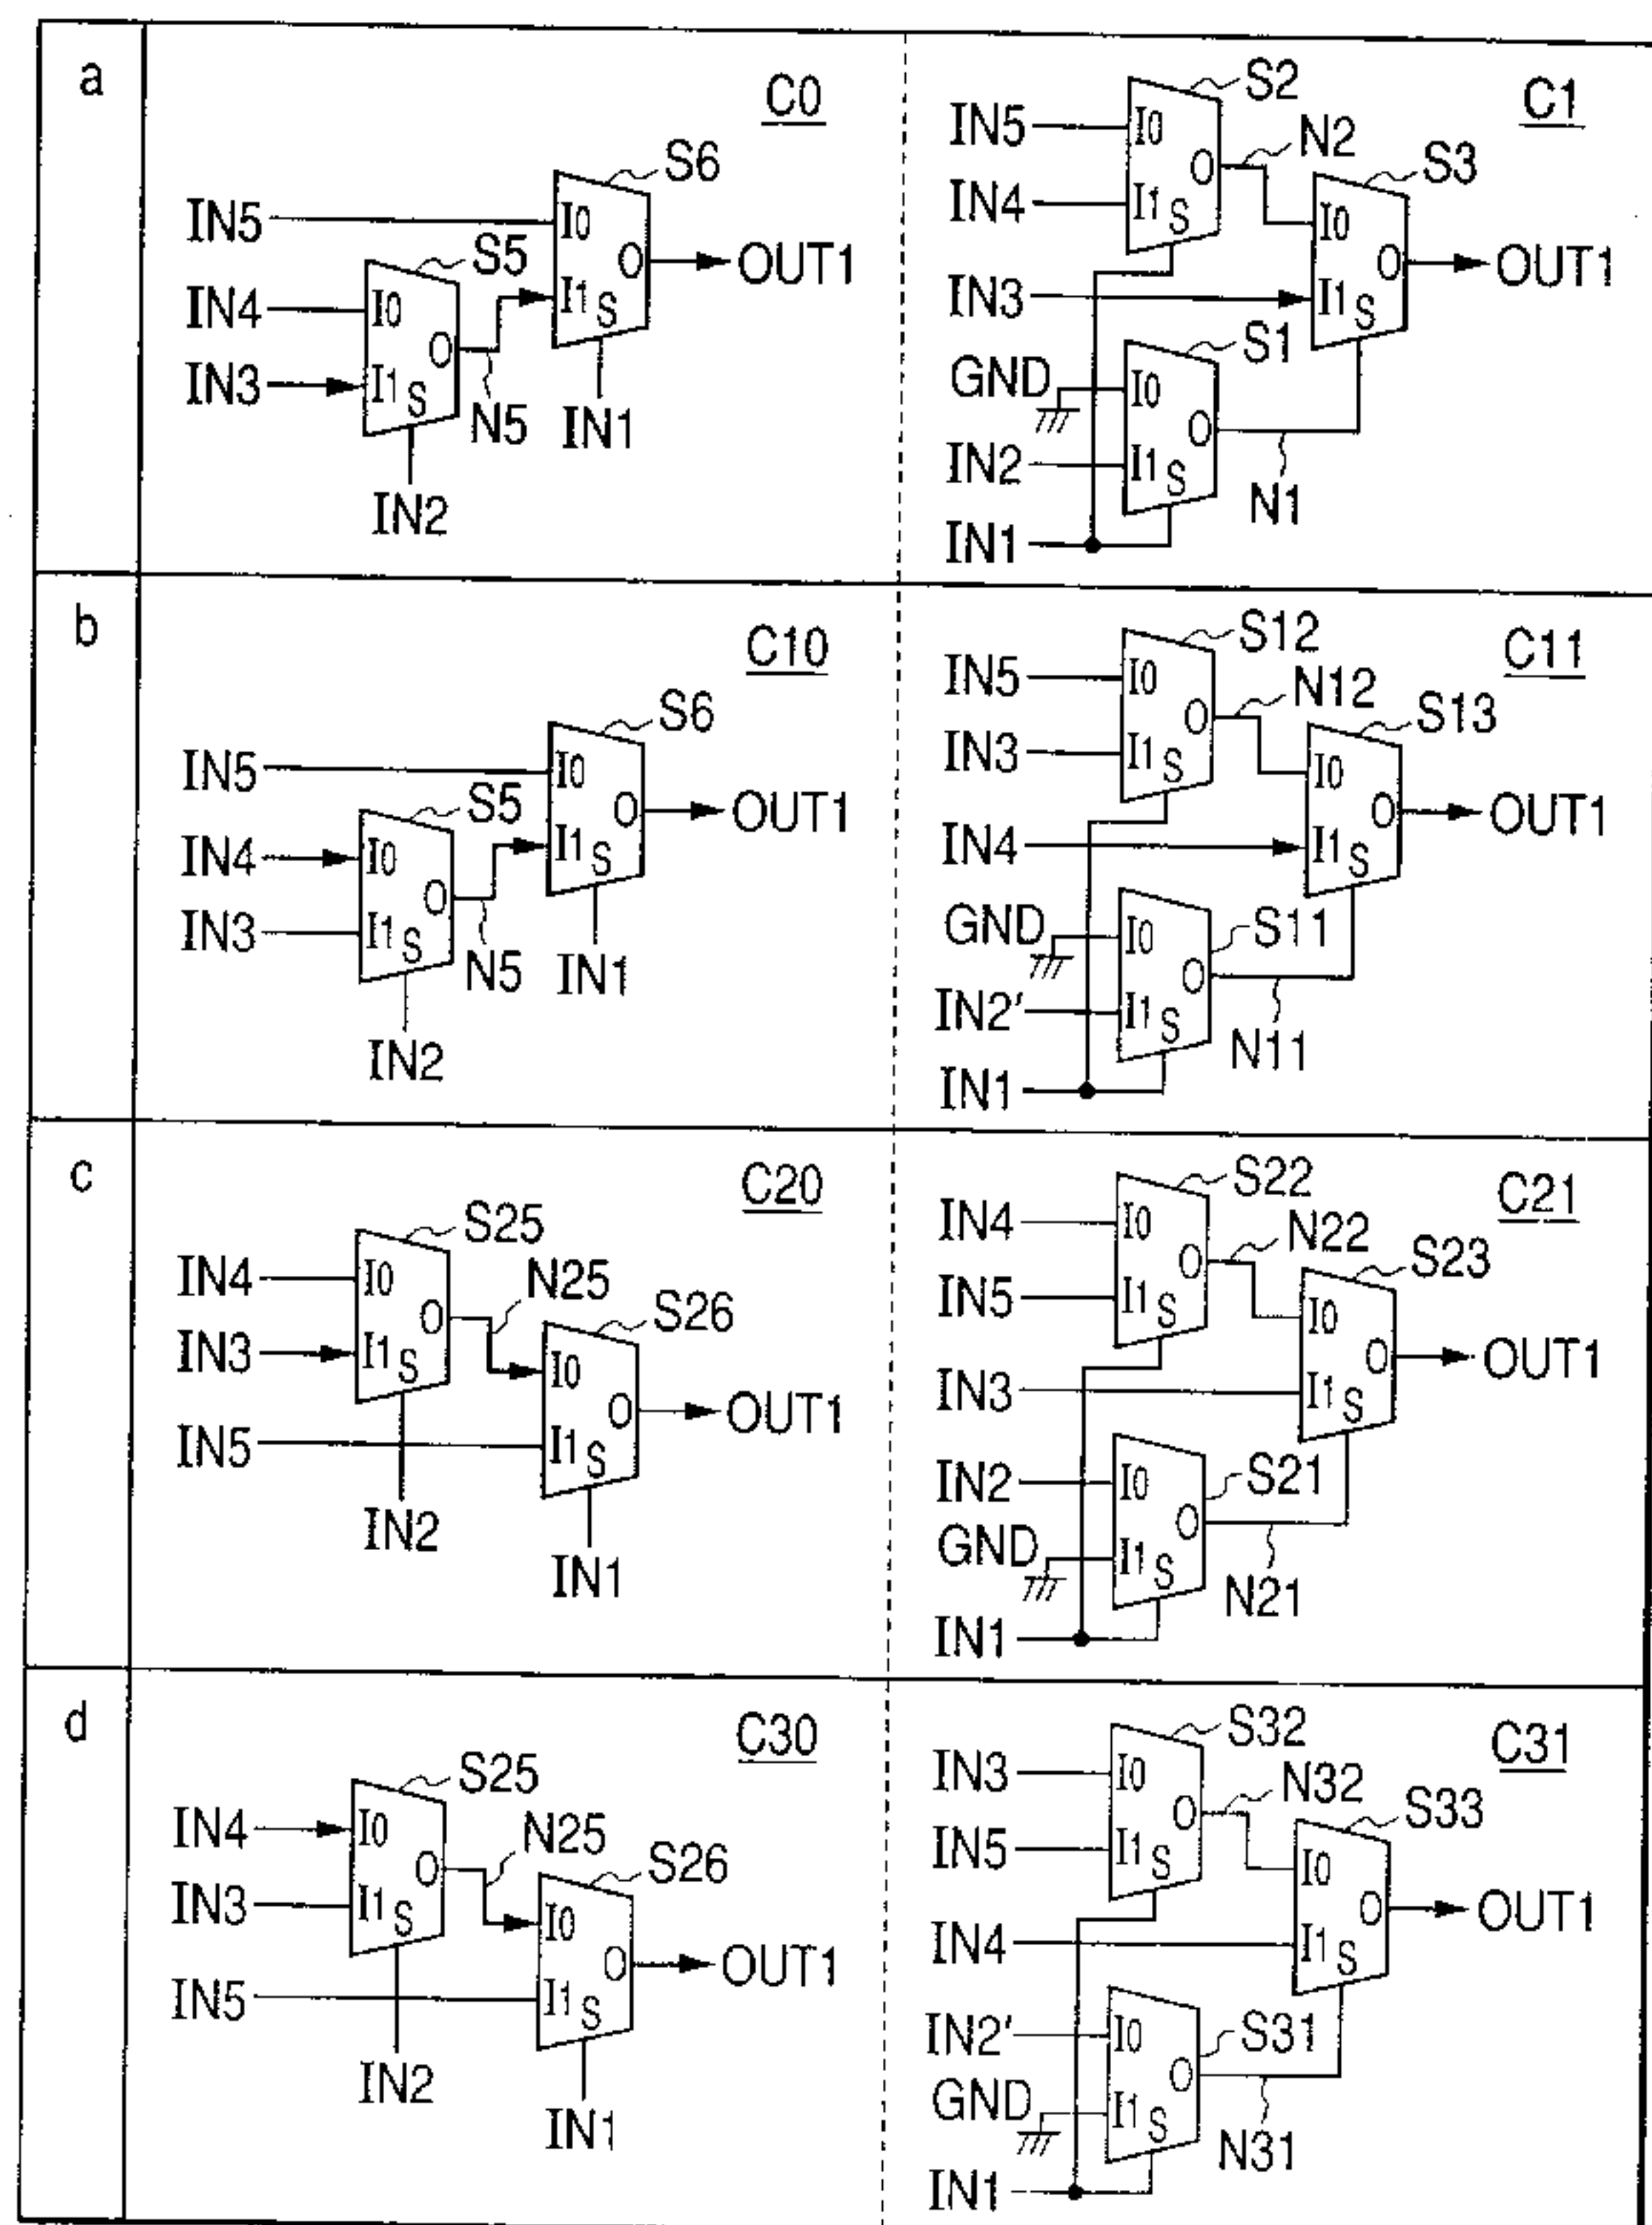 a
C0
S6
IN5
I0
S5
O
OUT1
IN4
I0
I1 S
IN3
O
I1 S
N5
IN1
IN2
C1
S2
IN5
I0
N2
S3
O
IN4
I1 S
I0
O
OUT1
IN3
I1 S
S1
GND
I0
O
IN2
I1 S
N1
IN1
b
C10
S6
IN5
I0
S5
O
OUT1
IN4
I0
I1 S
O
IN3
I1 S
N5
IN1
IN2
C11
S12
IN5
I0
N12
S13
O
IN3
I1 S
I0
O
OUT1
IN4
I1 S
S11
GND
I0
O
IN2'
I1 S
N11
IN1
c
C20
S25
IN4
I0
N25
O
S26
IN3
I1 S
I0
O
OUT1
IN5
I1 S
IN2
IN1
C21
S22
IN4
I0
N22
S23
O
IN5
I1 S
I0
O
OUT1
IN3
I1 S
S21
IN2
I0
O
GND
I1 S
N21
IN1
d
C30
S25
IN4
I0
N25
O
S26
IN3
I1 S
I0
O
OUT1
IN5
I1 S
IN2
IN1
C31
S32
IN3
I0
N32
S33
O
IN5
I1 S
I0
O
OUT1
IN4
I1 S
S31
IN2'
I0
O
GND
I1 S
N31
IN1